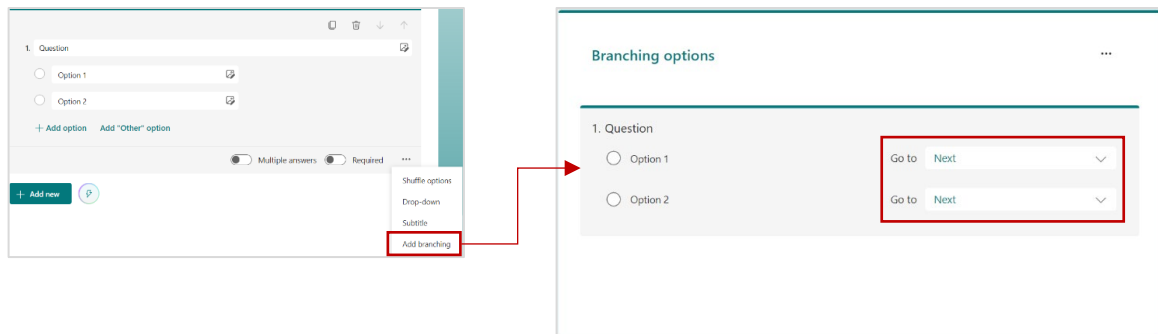 1. Question
Option 1
Option 2
+ Add option Add "Other" option
Multiple answers Required ...
+ Add new
Shuffle options
Drop-down
Subtitle
Add branching
Branching options ...
1. Question
Option 1 Go to Next
Option 2 Go to Next